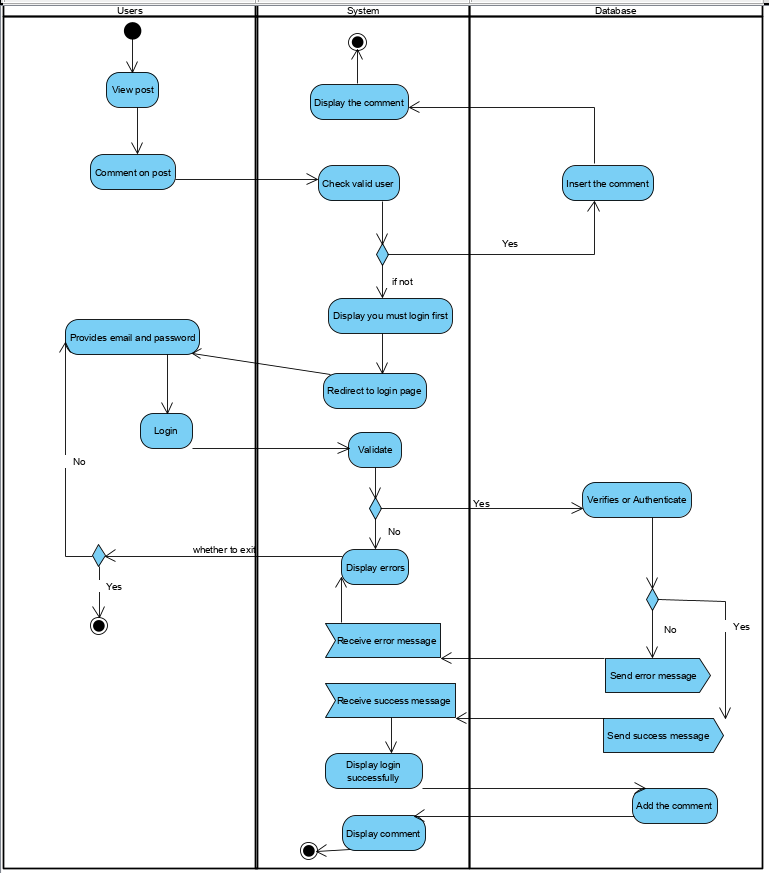 Users
System
Database
View post
Display the comment
Comment on post
Check valid user
Insert the comment
Yes
if not
Display you must login first
Provides email and password
Redirect to login page
Login
Validate
No
Verifies or Authenticate
Yes
No
whether to exit
Display errors
Yes
No
Yes
Receive error message
Send error message
Receive success message
Send success message
Display login
successfully
Add the comment
Display comment